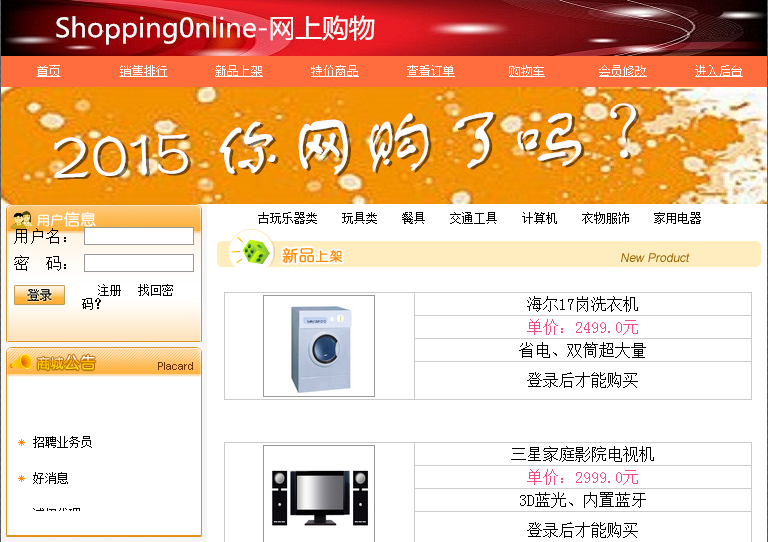 Shopping0nline-网上购物
首页 销售排行 新品上架 特价商品 查看订单 购物车 会员修改 进入后台
2015 你网购了吗?
用户信息
用户名:
密 码:
登录 注册 找回密码?
商城公告 Placard
招聘业务员
好消息
古玩乐器类 玩具类 餐具 交通工具 计算机 衣物服饰 家用电器
新品上架 New Product
海尔17岗洗衣机
单价:2499.0元
省电、双筒超大量
登录后才能购买
三星家庭影院电视机
单价:2999.0元
3D蓝光、内置蓝牙
登录后才能购买